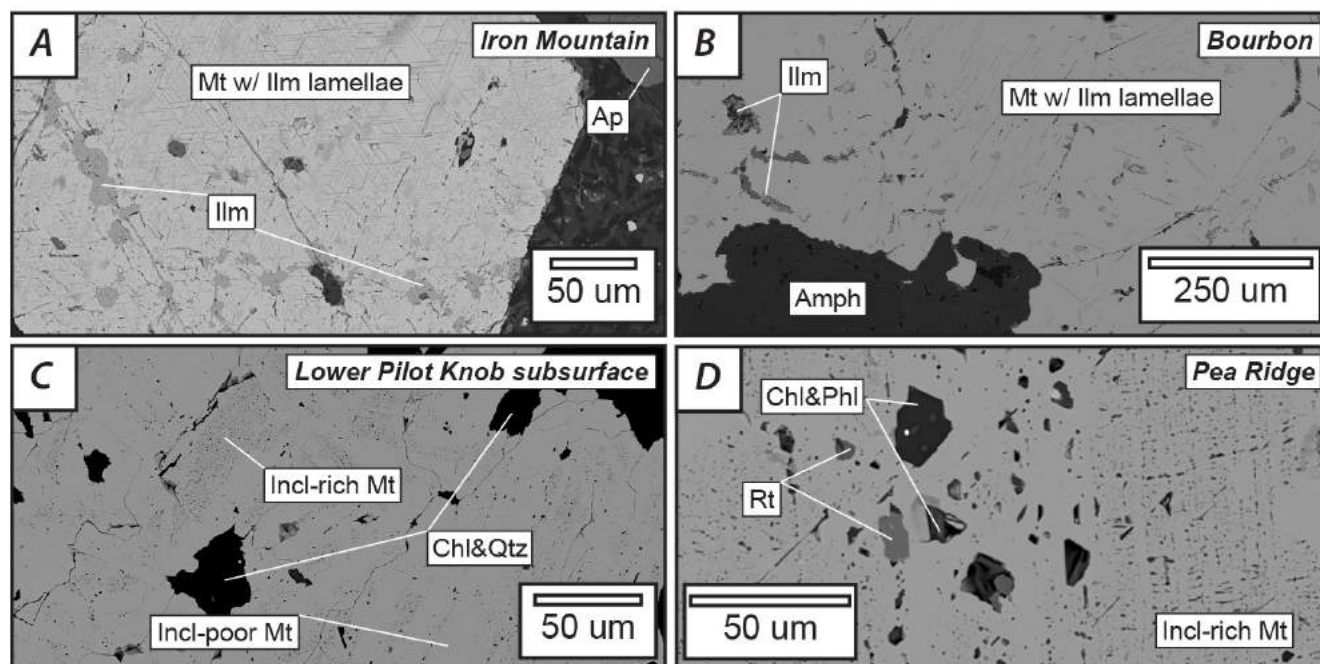 A
Iron Mountain
Mt w/ Ilm lamellae
Ap
Ilm
50 um
B
Bourbon
Ilm
Mt w/ Ilm lamellae
Amph
250 um
C
Lower Pilot Knob subsurface
Incl-rich Mt
Chl&Qtz
Incl-poor Mt
50 um
D
Pea Ridge
Chl&Phl
Rt
50 um
Incl-rich Mt